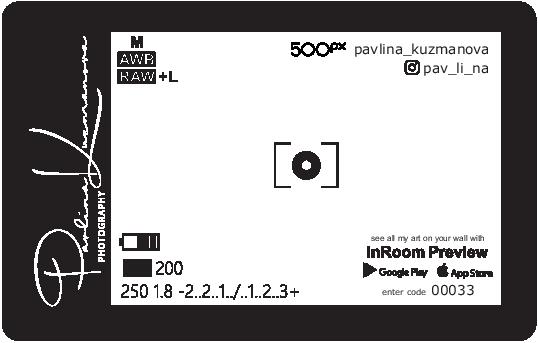 Pavlina Kuzmanova
PHOTOGRAPHY
M
AWB
RAW+L
500px pavlina_kuzmanova
pav_li_na
200
250 1.8 -2..2..1../..1..2..3+
see all my art on your wall with
InRoom Preview
Google Play App Store
enter code 00033